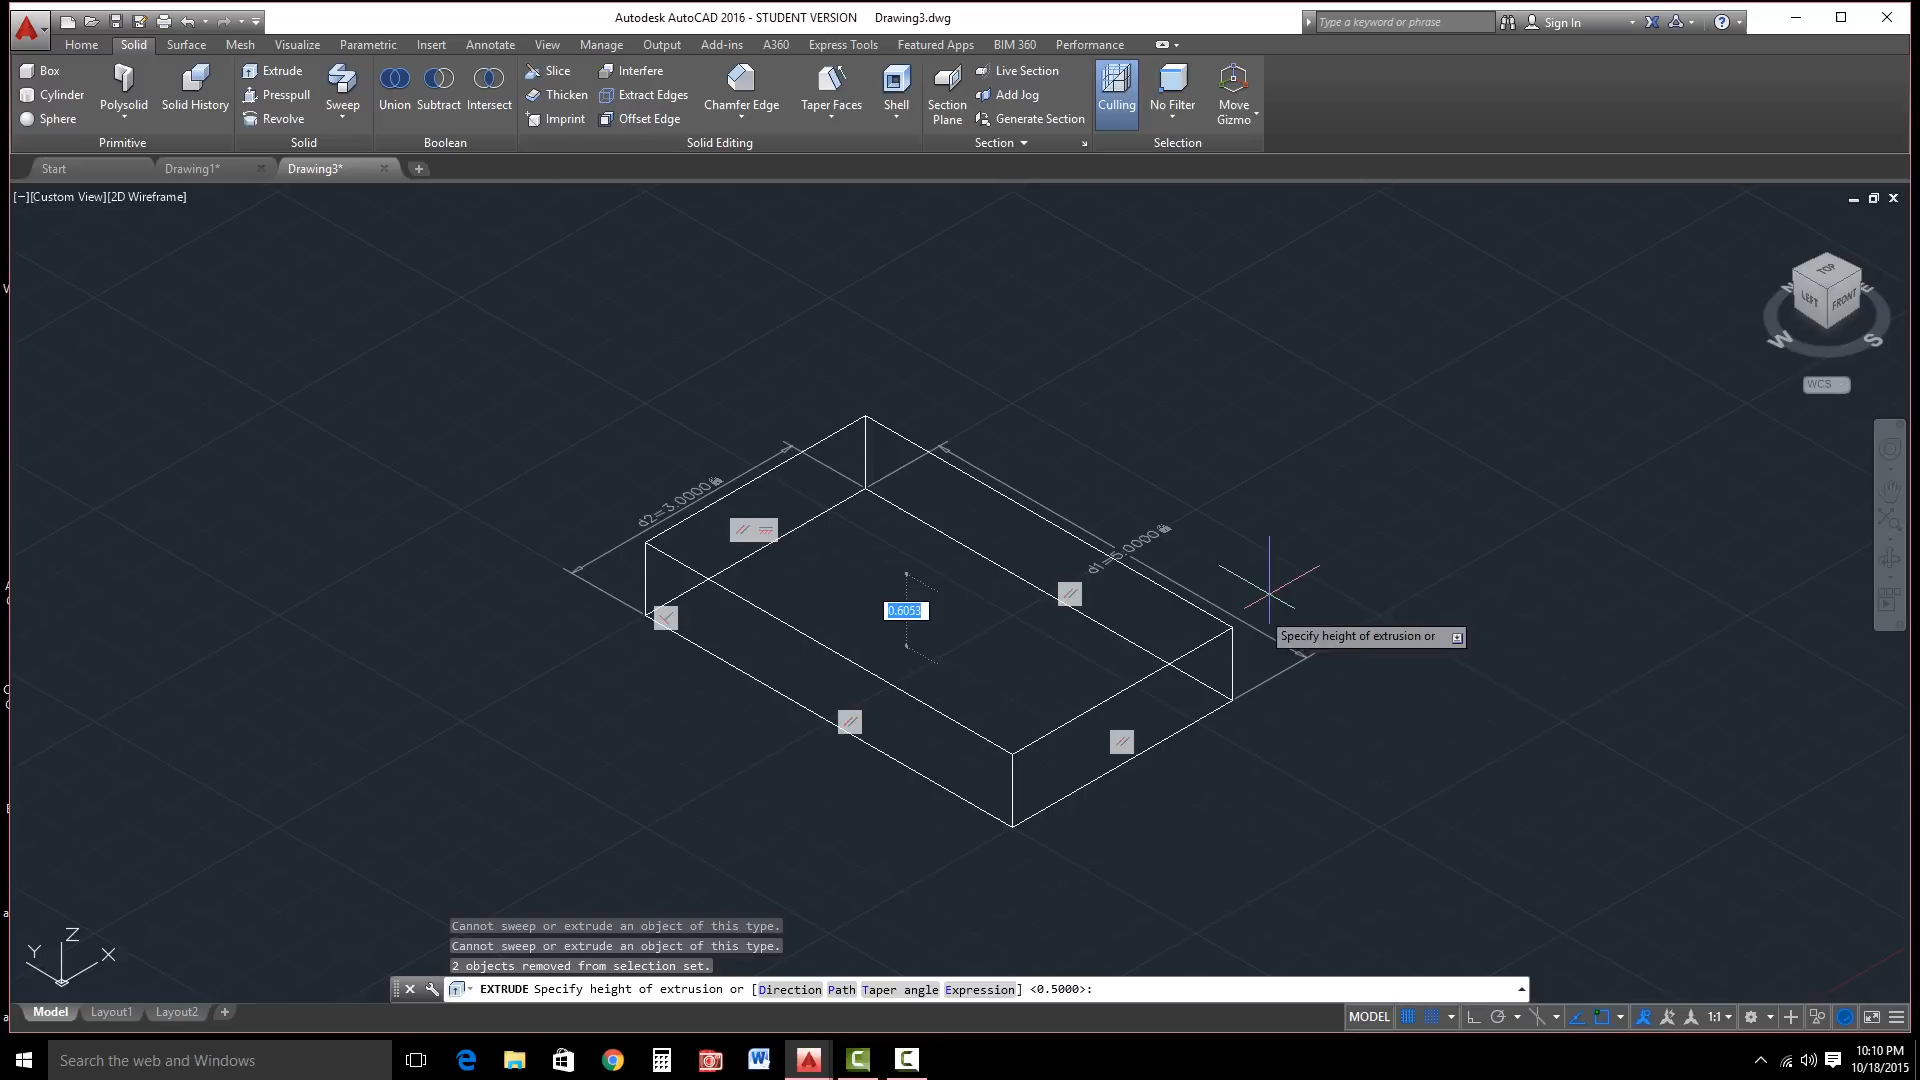 Autodesk AutoCAD 2016 - STUDENT VERSION Drawing3.dwg
Type a keyword or phrase
Sign In
Home Solid Surface Mesh Visualize Parametric Insert Annotate View Manage Output Add-ins A360 Express Tools Featured Apps BIM 360 Performance
Box
Cylinder
Sphere
Polysolid
Solid History
Primitive
Extrude
Presspull
Revolve
Sweep
Solid
Union Subtract Intersect
Boolean
Slice
Thicken
Imprint
Interfere
Extract Edges
Offset Edge
Chamfer Edge
Taper Faces
Shell
Solid Editing
Section
Plane
Live Section
Add Jog
Generate Section
Section
Culling
No Filter
Move
Gizmo
Selection
Start Drawing1* Drawing3*
[−][Custom View][2D Wireframe]
TOP
LEFT
FRONT
N
E
W
S
WCS
d2=3.0000
d1=5.0000
0.6053
Specify height of extrusion or
Z
Y
X
Cannot sweep or extrude an object of this type.
Cannot sweep or extrude an object of this type.
2 objects removed from selection set.
EXTRUDE Specify height of extrusion or [Direction Path Taper angle Expression] <0.5000>:
Model Layout1 Layout2
MODEL
1:1
Search the web and Windows
10:10 PM
10/18/2015